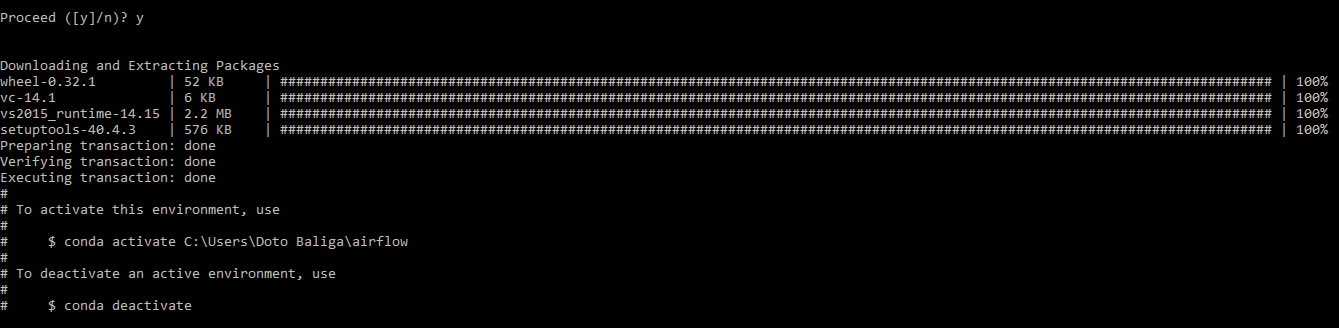 Proceed ([y]/n)? y
Downloading and Extracting Packages
wheel-0.32.1         | 52 KB     | ############################################################################################################################ | 100%
vc-14.1              | 6 KB      | ############################################################################################################################ | 100%
vs2015_runtime-14.15 | 2.2 MB    | ############################################################################################################################ | 100%
setuptools-40.4.3    | 576 KB    | ############################################################################################################################ | 100%
Preparing transaction: done
Verifying transaction: done
Executing transaction: done
#
# To activate this environment, use
#
#     $ conda activate C:\Users\Doto Baliga\airflow
#
# To deactivate an active environment, use
#
#     $ conda deactivate